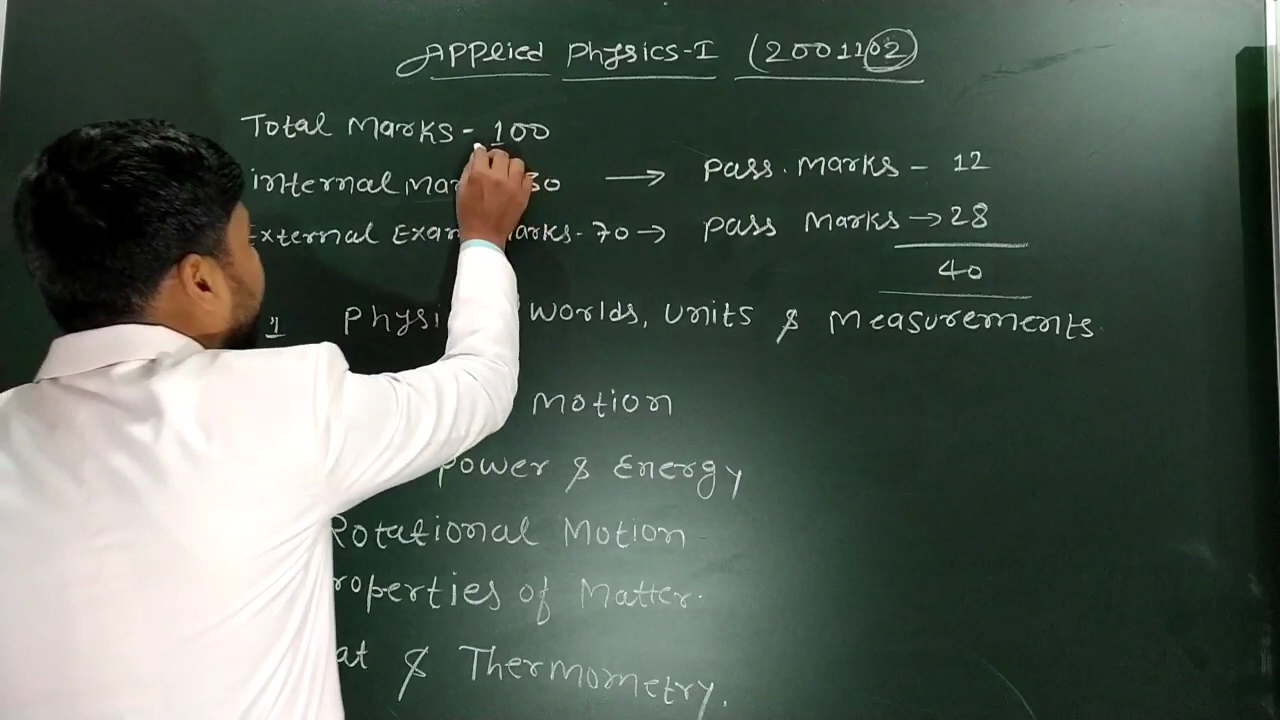 Applied Physics-I (2001102)
Total Marks - 100
internal Mar 30 → pass. Marks - 12
External Exam Marks - 70 → pass Marks → 28
40
1 Physi Worlds, Units & Measurements
Motion
Power & Energy
Rotational Motion
roperties of Matter.
at & Thermometry.